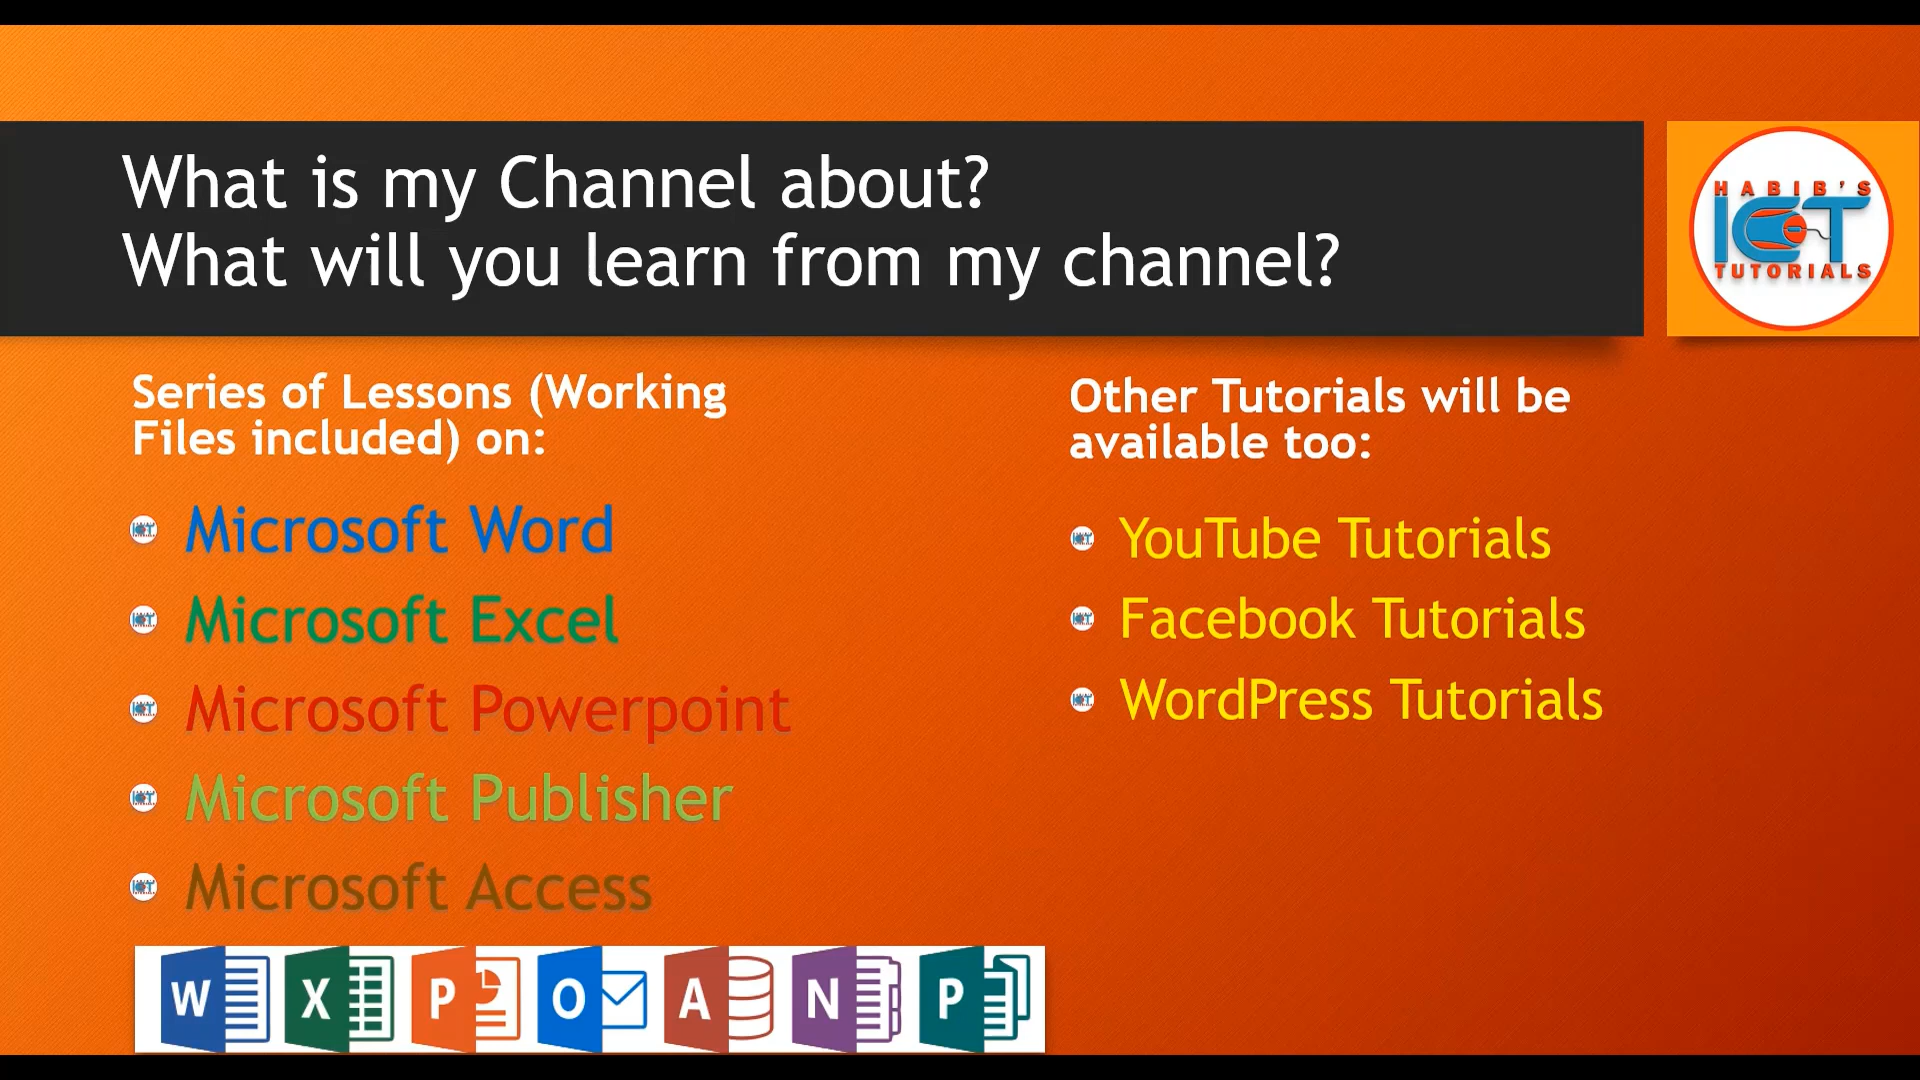 What is my Channel about?
What will you learn from my channel?
HABIB'S
ICT
TUTORIALS
Series of Lessons (Working
Files included) on:
Microsoft Word
Microsoft Excel
Microsoft Powerpoint
Microsoft Publisher
Microsoft Access
Other Tutorials will be
available too:
YouTube Tutorials
Facebook Tutorials
WordPress Tutorials
W X P O A N P